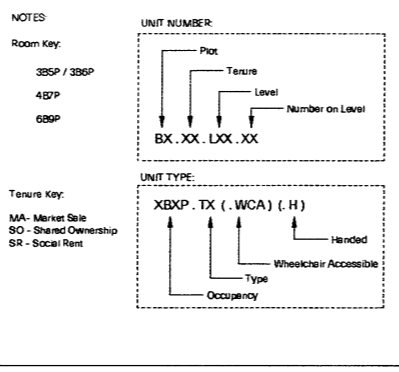 NOTES:
Room Key:
3B5P / 3B6P
4B7P
6B9P
UNIT NUMBER:
Plot
Tenure
Level
Number on Level
BX.XX.LXX.XX
Tenure Key:
MA- Market Sale
SO - Shared Ownership
SR - Social Rent
UNIT TYPE:
XBXP.TX (.WCA) (.H)
Handed
Wheelchair Accessible
Type
Occupancy